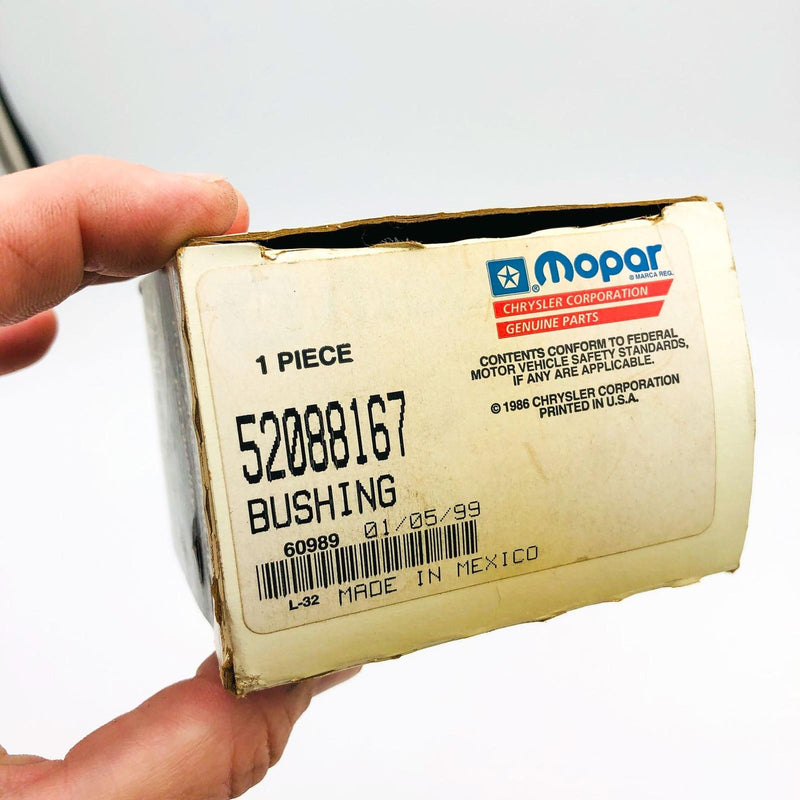 Mopar
® ® MARCA REG.
CHRYSLER CORPORATION
GENUINE PARTS
CONTENTS CONFORM TO FEDERAL
MOTOR VEHICLE SAFETY STANDARDS,
IF ANY ARE APPLICABLE.
© 1986 CHRYSLER CORPORATION
PRINTED IN U.S.A.
1 PIECE
52088167
BUSHING
60989 01/05/99
L-32 MADE IN MEXICO